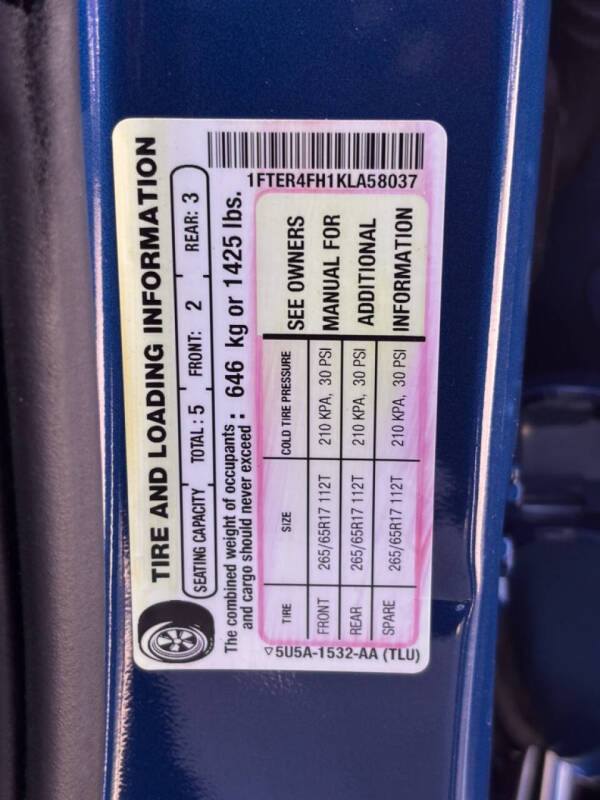 TIRE AND LOADING INFORMATION
SEATING CAPACITY TOTAL : 5 FRONT: 2 REAR: 3
The combined weight of occupants
and cargo should never exceed : 646 kg or 1425 lbs.
1FTER4FH1KLA58037
TIRE SIZE COLD TIRE PRESSURE SEE OWNERS
FRONT 265/65R17 112T 210 KPA, 30 PSI MANUAL FOR
REAR 265/65R17 112T 210 KPA, 30 PSI ADDITIONAL
SPARE 265/65R17 112T 210 KPA, 30 PSI INFORMATION
▽5U5A-1532-AA (TLU)